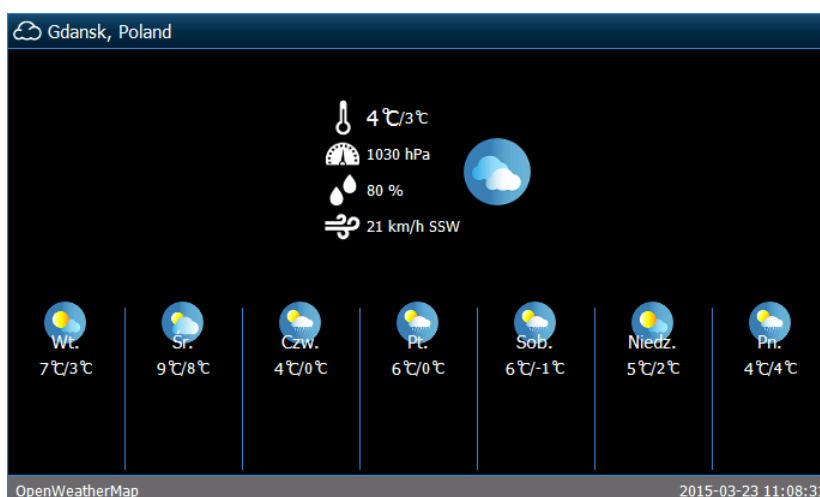 Gdansk, Poland
4℃/3℃
1030 hPa
80 %
21 km/h SSW
Wt. Śr. Czw. Pt. Sob. Niedz. Pn.
7℃/3℃ 9℃/8℃ 4℃/0℃ 6℃/0℃ 6℃/-1℃ 5℃/2℃ 4℃/4℃
OpenWeatherMap 2015-03-23 11:08:31